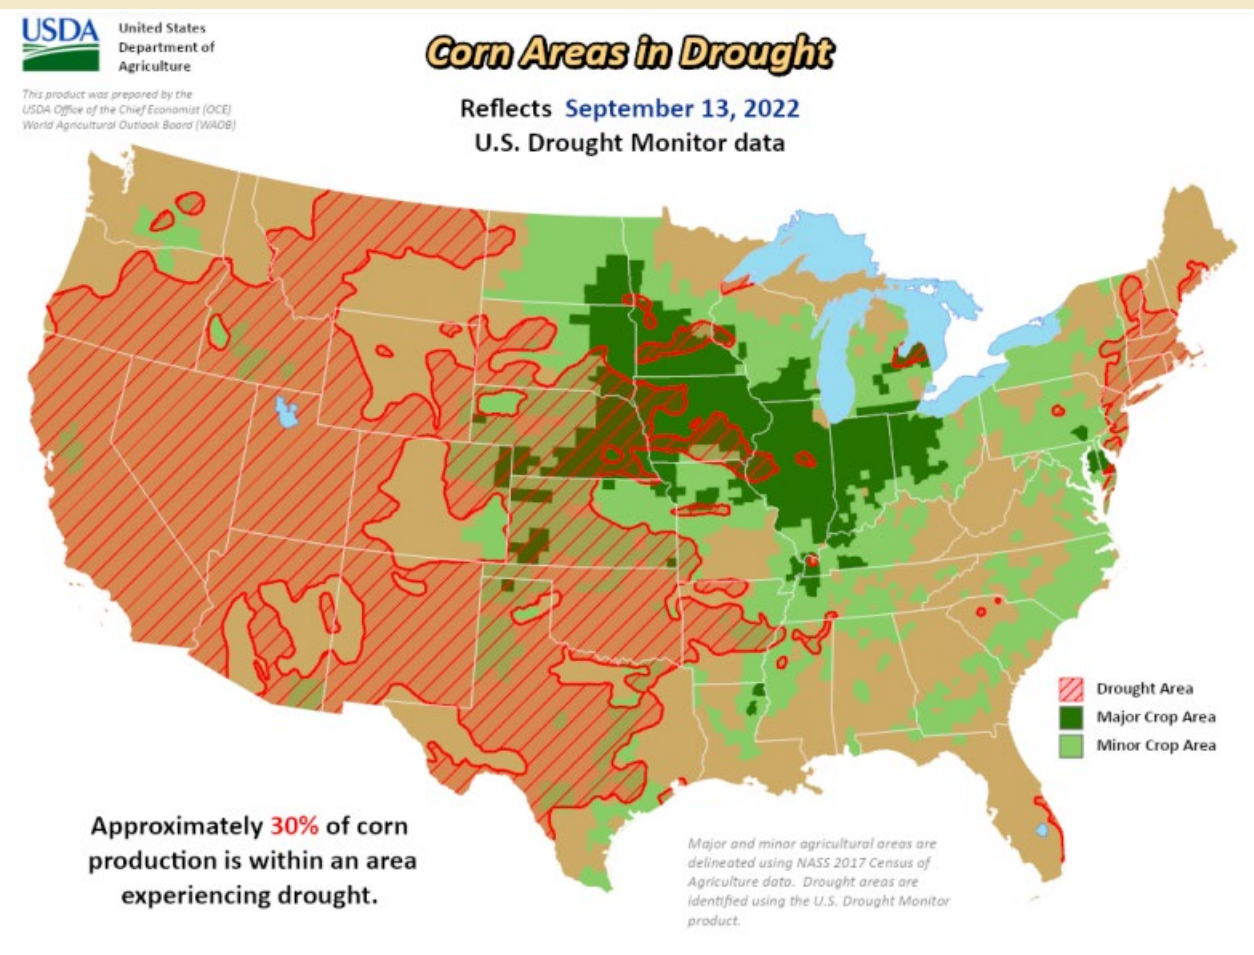 USDA
United States
Department of
Agriculture
This product was prepared by the
USDA Office of the Chief Economist (OCE)
World Agricultural Outlook Board (WAOB)
Corn Areas in Drought
Reflects September 13, 2022
U.S. Drought Monitor data
Drought Area
Major Crop Area
Minor Crop Area
Approximately 30% of corn
production is within an area
experiencing drought.
Major and minor agricultural areas are
delineated using NASS 2017 Census of
Agriculture data. Drought areas are
identified using the U.S. Drought Monitor
product.